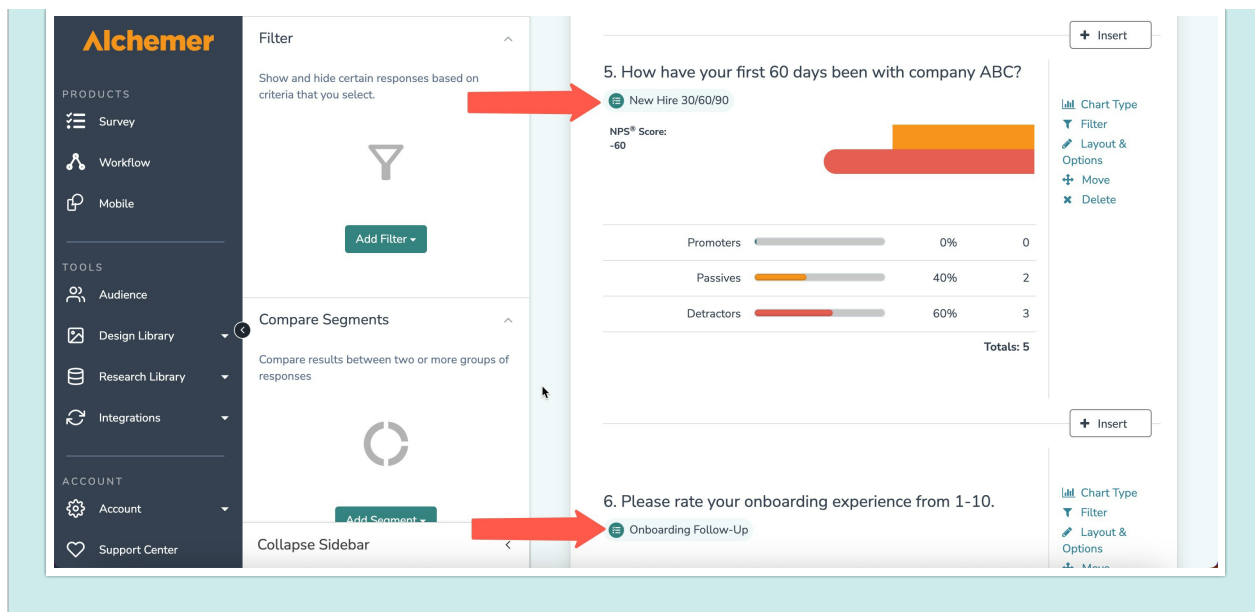 Alchemer
PRODUCTS
Survey
Workflow
Mobile
TOOLS
Audience
Design Library
Research Library
Integrations
ACCOUNT
Account
Support Center
Filter
Show and hide certain responses based on
criteria that you select.
Add Filter
Compare Segments
Compare results between two or more groups of
responses
Add Segment
Collapse Sidebar
Insert
5. How have your first 60 days been with company ABC?
New Hire 30/60/90
NPS® Score:
-60
Promoters 0% 0
Passives 40% 2
Detractors 60% 3
Totals: 5
Chart Type
Filter
Layout &
Options
Move
Delete
Insert
6. Please rate your onboarding experience from 1-10.
Onboarding Follow-Up
Chart Type
Filter
Layout &
Options
Move